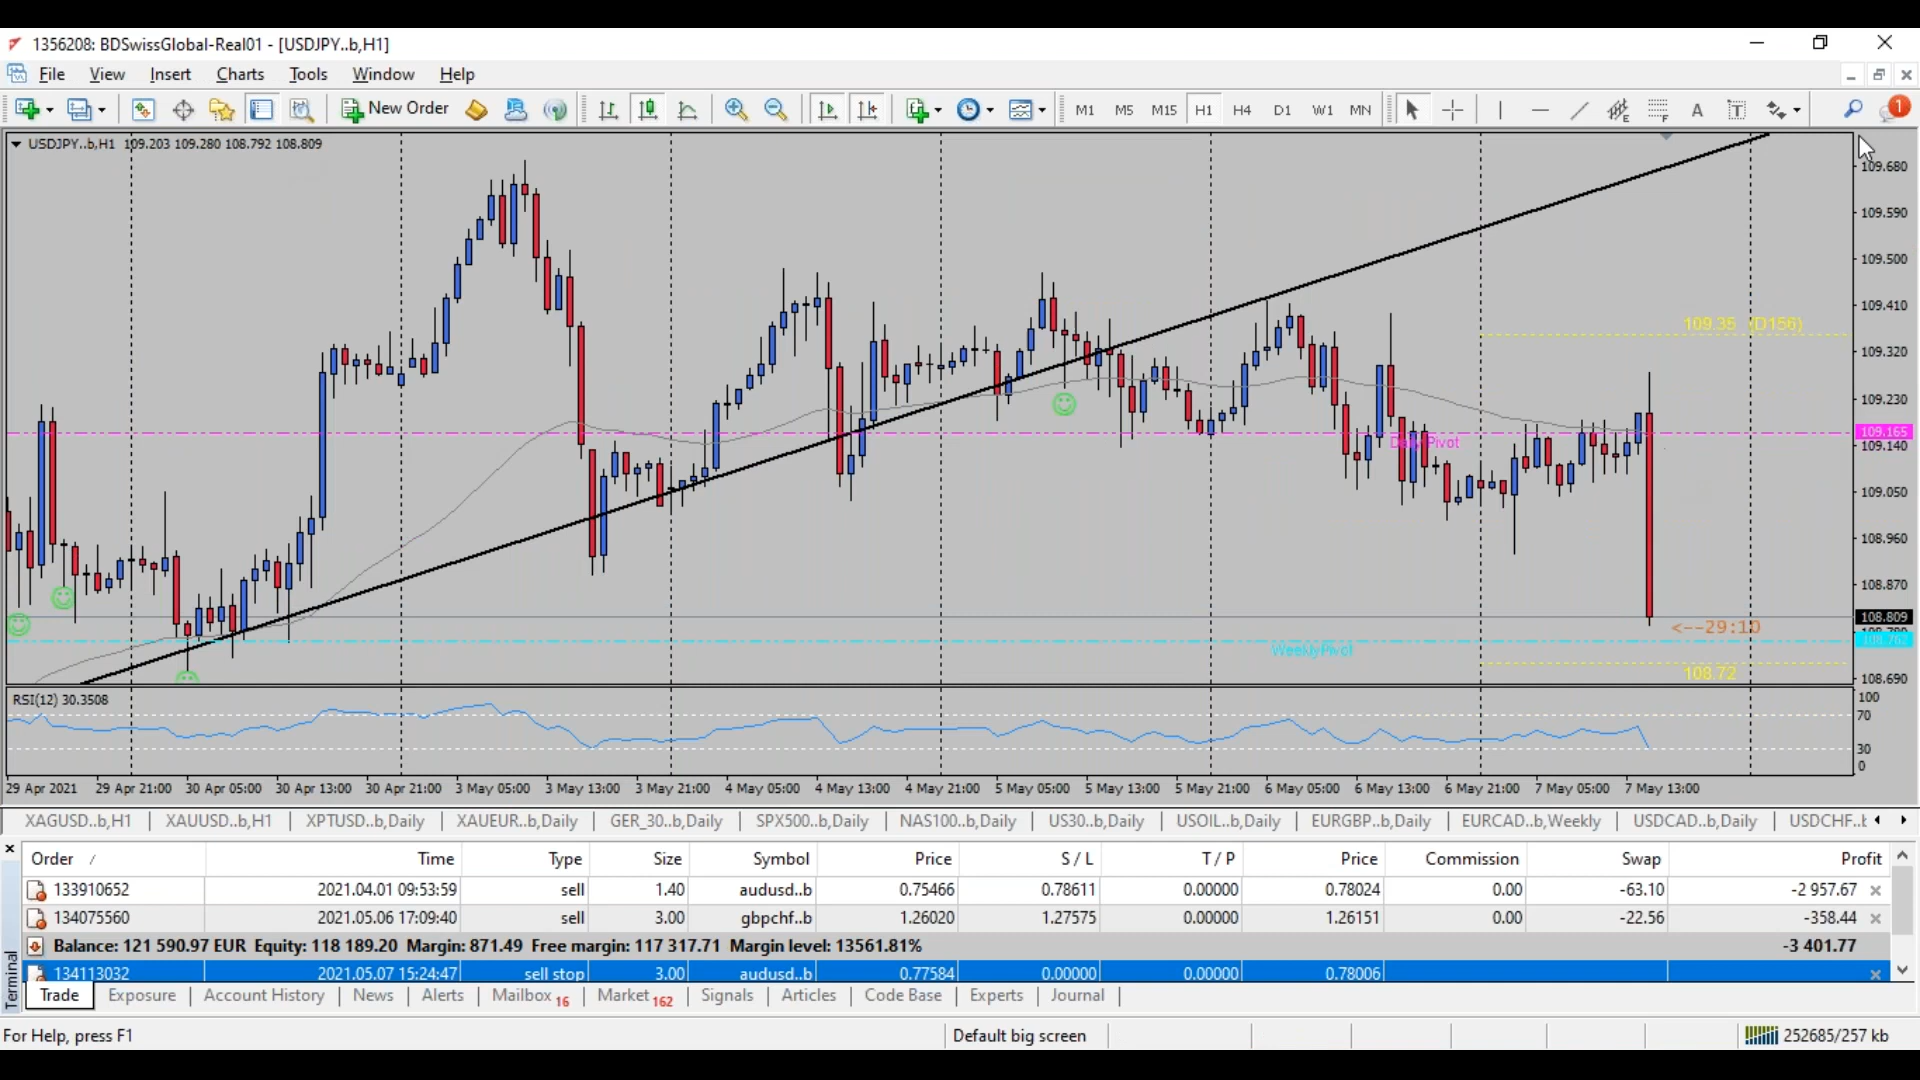 1356208: BDSwissGlobal-Real01 - [USDJPY..b,H1]
File View Insert Charts Tools Window Help
New Order M1 M5 M15 H1 H4 D1 W1 MN E F A T 1
USDJPY..b,H1 109.203 109.280 108.792 108.809
109.680
109.590
109.500
109.410
109.35 (D156)
109.320
109.230
109.165
Daily Pivot
109.140
109.050
108.960
108.870
108.809
<--29:10
108.762
WeeklyPivot
108.72
108.690
RSI(12) 30.3508
100
70
30
0
29 Apr 2021 29 Apr 21:00 30 Apr 05:00 30 Apr 13:00 30 Apr 21:00 3 May 05:00 3 May 13:00 3 May 21:00 4 May 05:00 4 May 13:00 4 May 21:00 5 May 05:00 5 May 13:00 5 May 21:00 6 May 05:00 6 May 13:00 6 May 21:00 7 May 05:00 7 May 13:00
XAGUSD..b,H1 XAUUSD..b,H1 XPTUSD..b,Daily XAUEUR..b,Daily GER_30..b,Daily SPX500..b,Daily NAS100..b,Daily US30..b,Daily USOIL..b,Daily EURGBP..b,Daily EURCAD..b,Weekly USDCAD..b,Daily USDCHF..b
Order / Time Type Size Symbol Price S / L T / P Price Commission Swap Profit
133910652 2021.04.01 09:53:59 sell 1.40 audusd..b 0.75466 0.78611 0.00000 0.78024 0.00 -63.10 -2 957.67
134075560 2021.05.06 17:09:40 sell 3.00 gbpchf..b 1.26020 1.27575 0.00000 1.26151 0.00 -22.56 -358.44
Balance: 121 590.97 EUR Equity: 118 189.20 Margin: 871.49 Free margin: 117 317.71 Margin level: 13561.81% -3 401.77
134113032 2021.05.07 15:24:47 sell stop 3.00 audusd..b 0.77584 0.00000 0.00000 0.78006
Terminal
Trade Exposure Account History News Alerts Mailbox 16 Market 162 Signals Articles Code Base Experts Journal
For Help, press F1 Default big screen 252685/257 kb